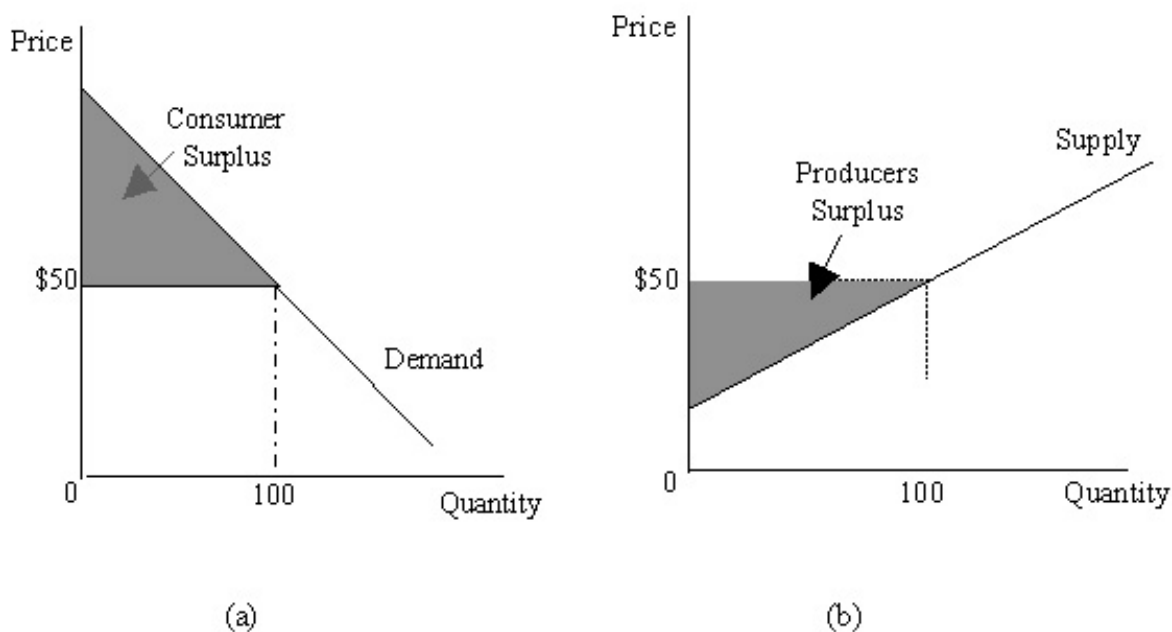 Price
Consumer
Surplus
$50
Demand
0
100
Quantity
(a)
Price
Supply
Producers
Surplus
$50
0
100
Quantity
(b)